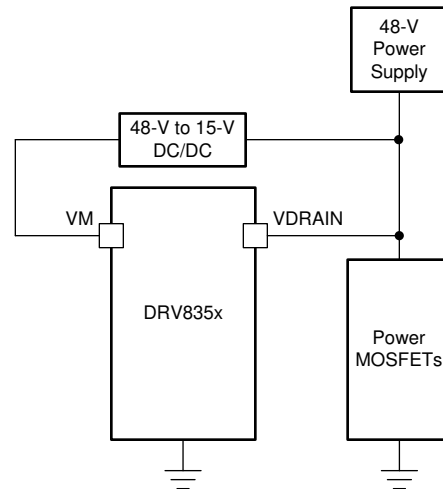 48-V
Power
Supply
48-V to 15-V
DC/DC
VM
VDRAIN
DRV835x
Power
MOSFETs